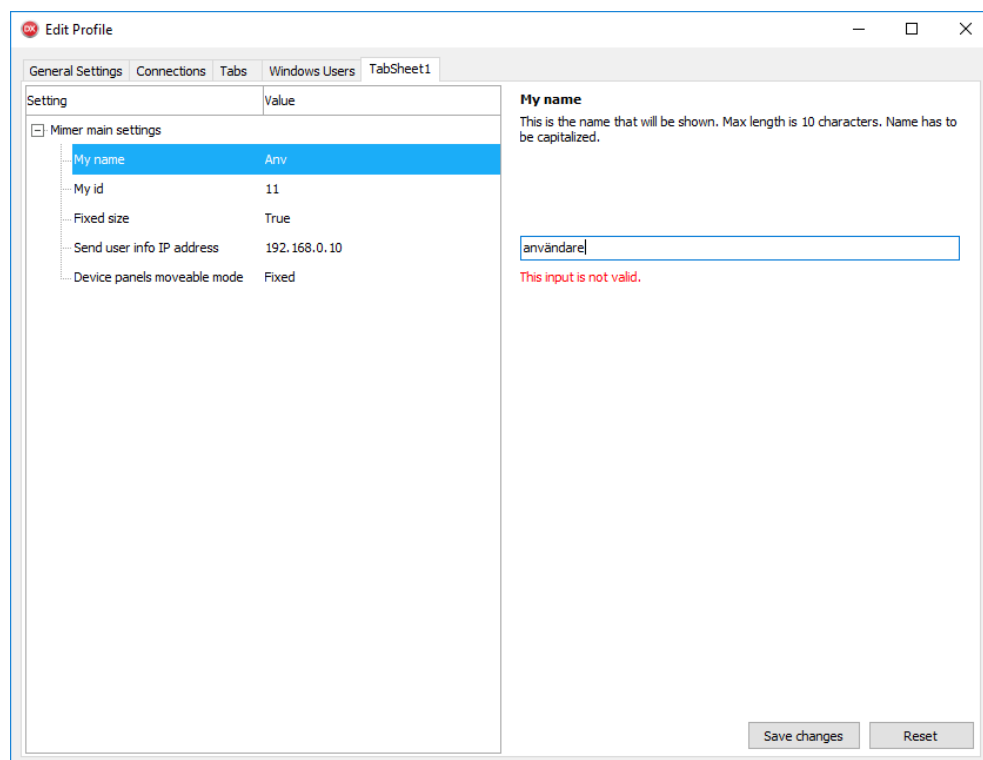 DX Edit Profile
General Settings Connections Tabs Windows Users TabSheet1
Setting Value
Mimer main settings
My name Anv
My id 11
Fixed size True
Send user info IP address 192.168.0.10
Device panels moveable mode Fixed
My name
This is the name that will be shown. Max length is 10 characters. Name has to
be capitalized.
användare
This input is not valid.
Save changes Reset